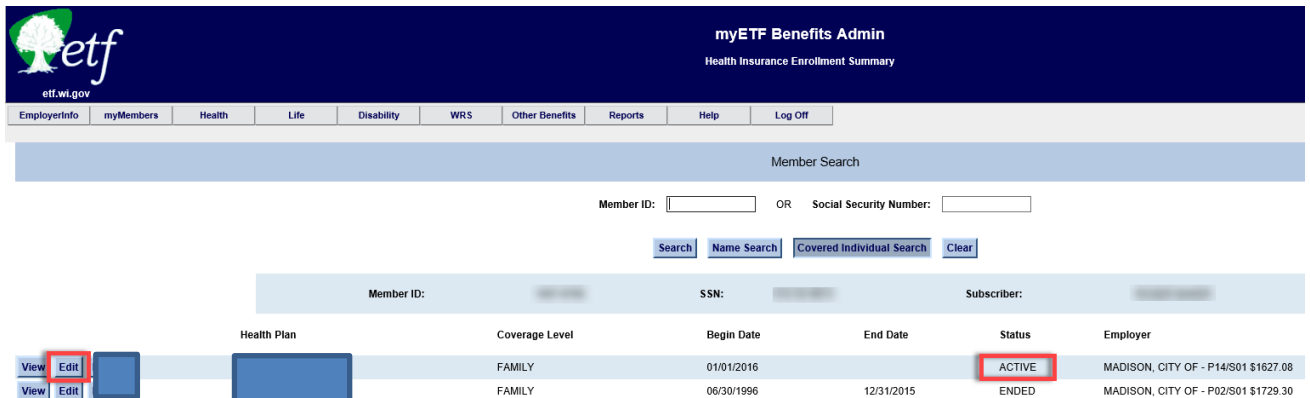 etf
etf.wi.gov
myETF Benefits Admin
Health Insurance Enrollment Summary
EmployerInfo myMembers Health Life Disability WRS Other Benefits Reports Help Log Off
Member Search
Member ID: OR Social Security Number:
Search Name Search Covered Individual Search Clear
Member ID: SSN: Subscriber:
Health Plan Coverage Level Begin Date End Date Status Employer
View Edit FAMILY 01/01/2016 ACTIVE MADISON, CITY OF - P14/S01 $1627.08
View Edit FAMILY 06/30/1996 12/31/2015 ENDED MADISON, CITY OF - P02/S01 $1729.30